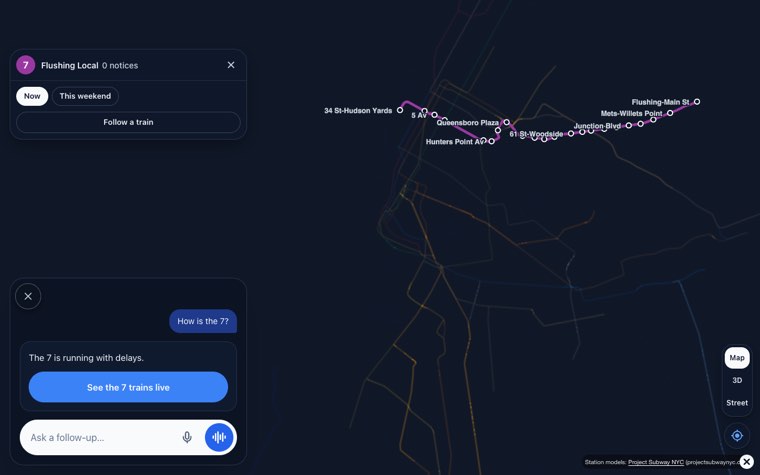 7 Flushing Local 0 notices
Now This weekend
Follow a train
34 St-Hudson Yards
5 Av
Queensboro Plaza
Hunters Point Av
61 St-Woodside
Junction Blvd
Mets-Willets Point
Flushing-Main St
How is the 7?
The 7 is running with delays.
See the 7 trains live
Ask a follow-up...
Map
3D
Street
Station models: Project Subway NYC (projectsubwaynyc.c